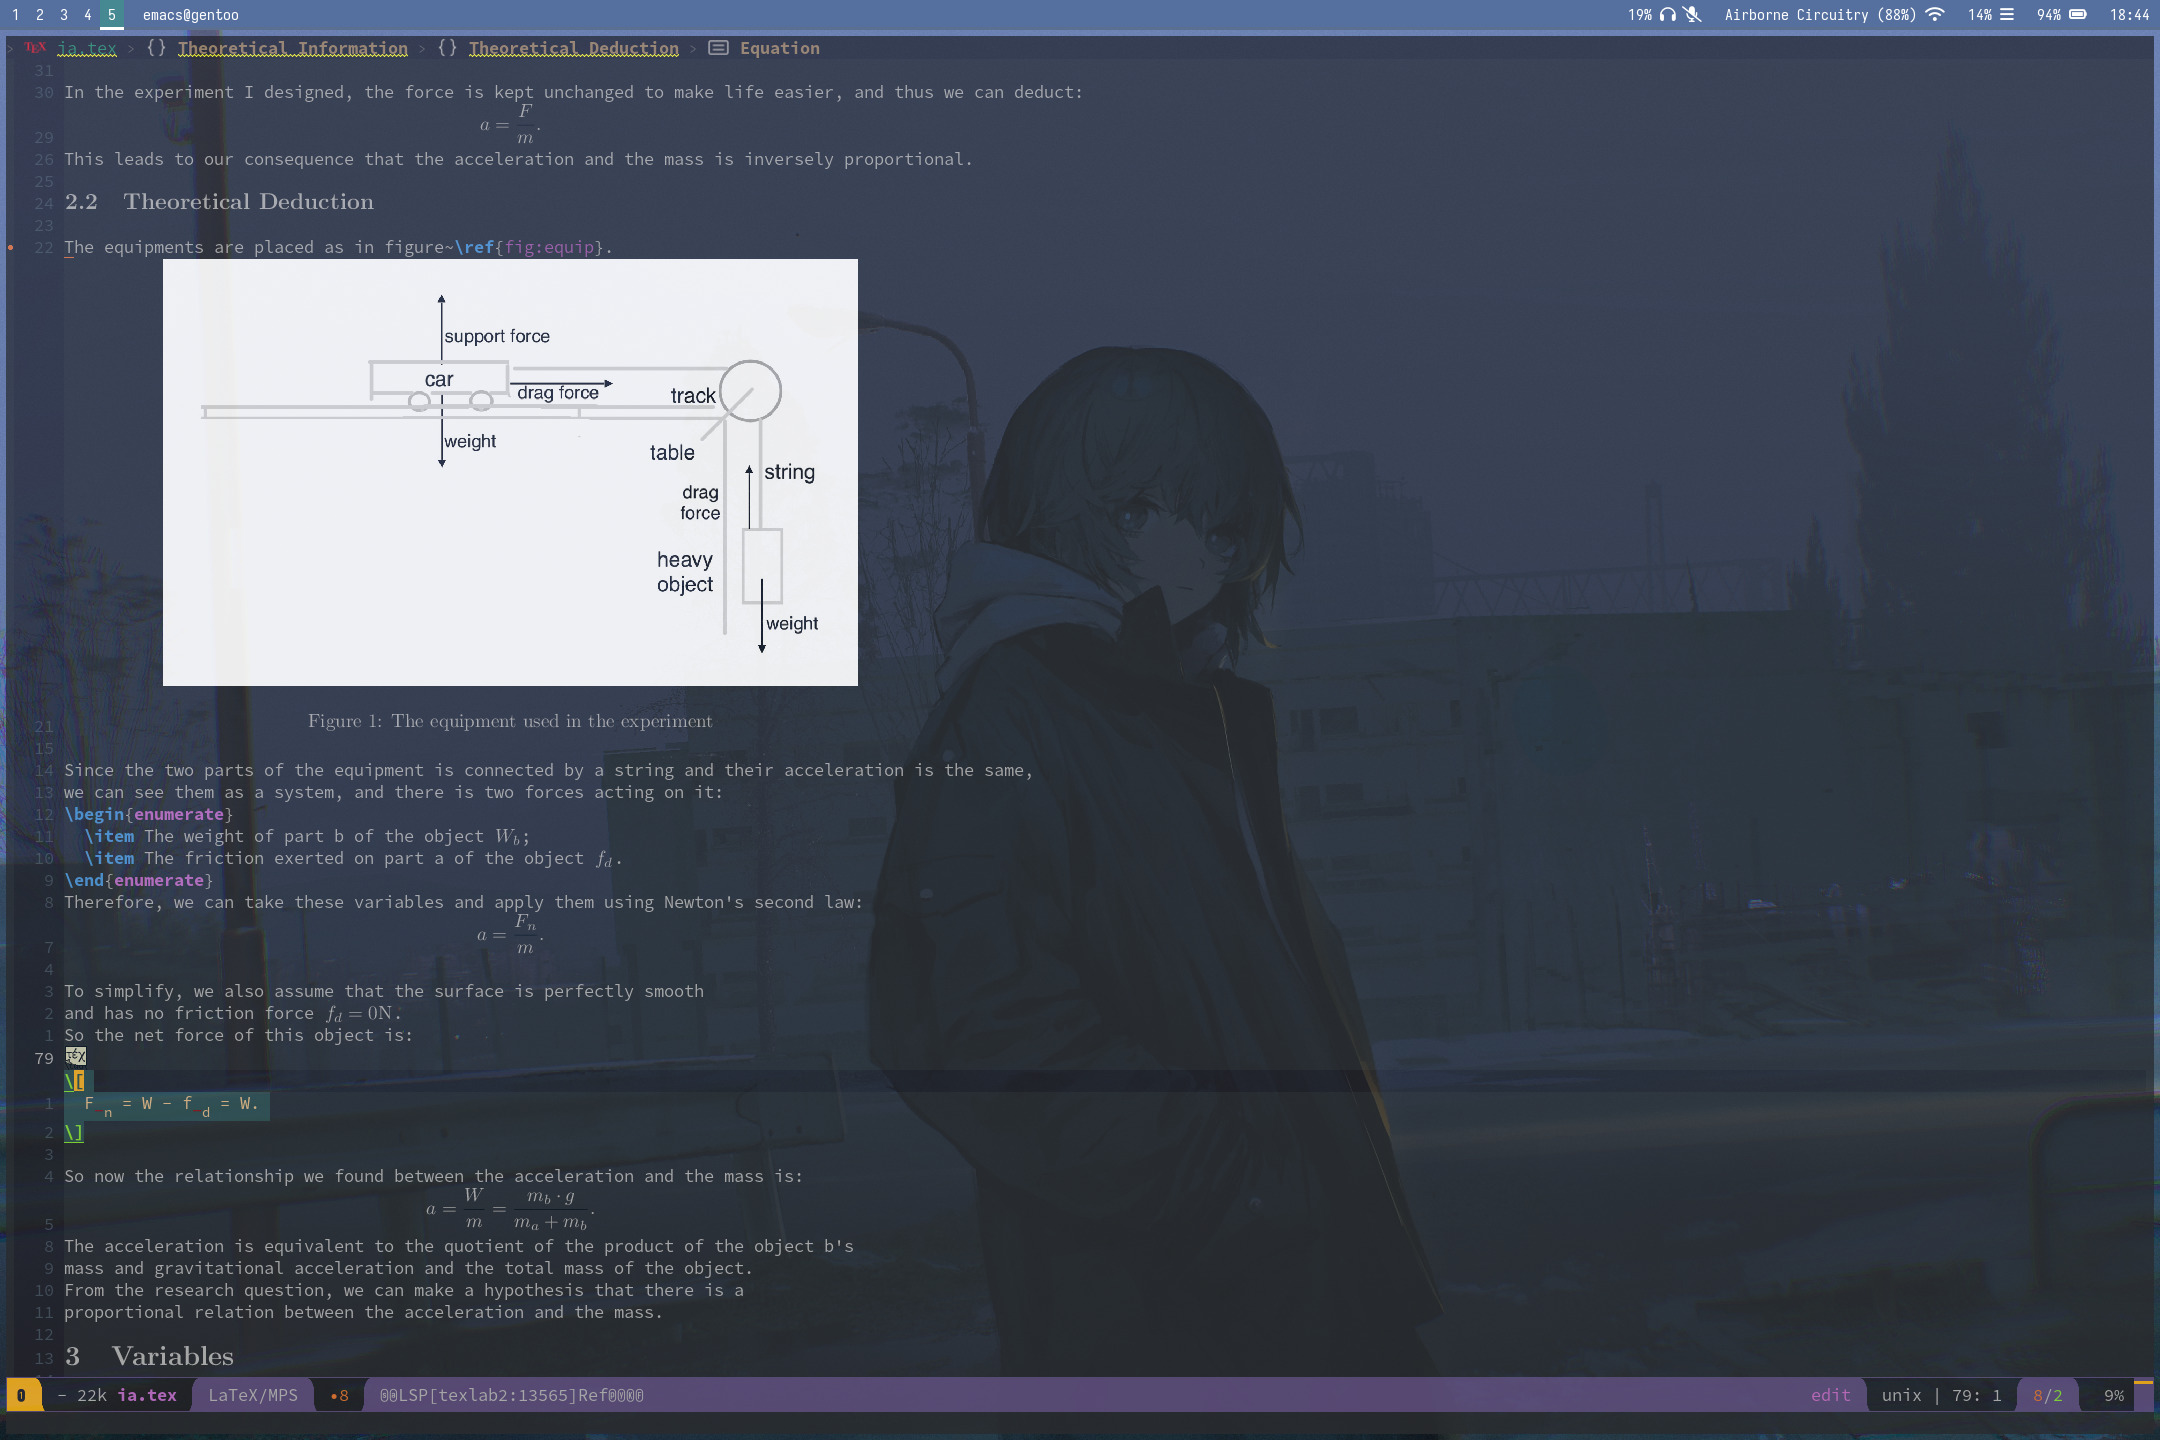 1 2 3 4 5 emacs@gentoo 19% Airborne Circuitry (88%) 14% 94% 18:44
TEX ia.tex › {} Theoretical Information › {} Theoretical Deduction › Equation
31
30 In the experiment I designed, the force is kept unchanged to make life easier, and thus we can deduct:
29 a = F/m.
26 This leads to our consequence that the acceleration and the mass is inversely proportional.
25
24 2.2 Theoretical Deduction
23
22 The equipments are placed as in figure~\ref{fig:equip}.
support force
car
drag force
track
weight
table
string
drag
force
heavy
object
weight
21 Figure 1: The equipment used in the experiment
15
14 Since the two parts of the equipment is connected by a string and their acceleration is the same,
13 we can see them as a system, and there is two forces acting on it:
12 \begin{enumerate}
11 \item The weight of part b of the object W_b;
10 \item The friction exerted on part a of the object f_d.
9 \end{enumerate}
8 Therefore, we can take these variables and apply them using Newton's second law:
7 a = F_n/m.
4
3 To simplify, we also assume that the surface is perfectly smooth
2 and has no friction force f_d = 0N.
1 So the net force of this object is:
79
\[
1 F_n = W - f_d = W.
2 \]
3
4 So now the relationship we found between the acceleration and the mass is:
5 a = W/m = m_b · g/m_a + m_b.
8 The acceleration is equivalent to the quotient of the product of the object b's
9 mass and gravitational acceleration and the total mass of the object.
10 From the research question, we can make a hypothesis that there is a
11 proportional relation between the acceleration and the mass.
12
13 3 Variables
0 - 22k ia.tex LaTeX/MPS •8 @@LSP[texlab2:13565]Ref@@@@ edit unix | 79: 1 8/2 9%